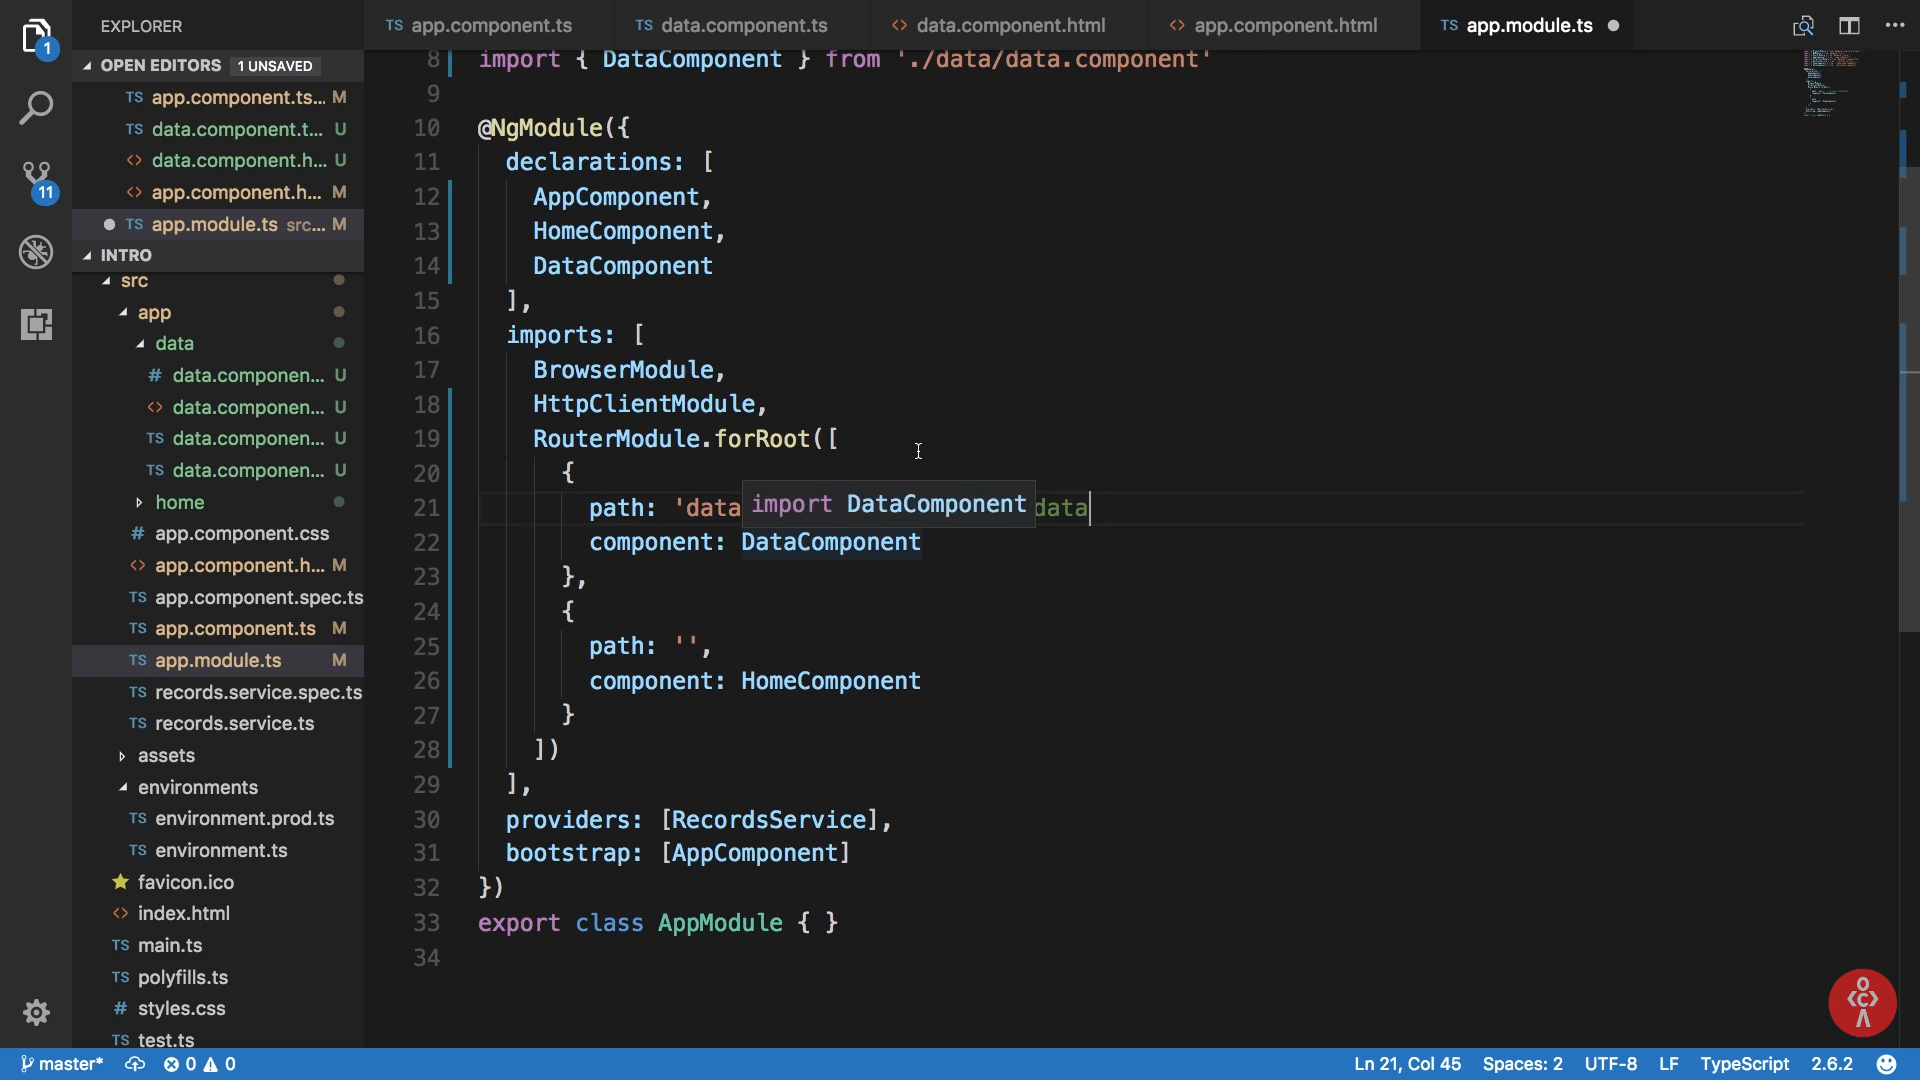 EXPLORER
TS app.component.ts
TS data.component.ts
<> data.component.html
<> app.component.html
TS app.module.ts
1
OPEN EDITORS 1 UNSAVED
TS app.component.ts... M
TS data.component.t... U
<> data.component.h... U
<> app.component.h... M
TS app.module.ts src... M
11
INTRO
src
app
data
# data.componen... U
<> data.componen... U
TS data.componen... U
TS data.componen... U
home
# app.component.css
<> app.component.h... M
TS app.component.spec.ts
TS app.component.ts M
TS app.module.ts M
TS records.service.spec.ts
TS records.service.ts
assets
environments
TS environment.prod.ts
TS environment.ts
favicon.ico
<> index.html
TS main.ts
TS polyfills.ts
# styles.css
TS test.ts
8 import { DataComponent } from './data/data.component'
9
10 @NgModule({
11 declarations: [
12 AppComponent,
13 HomeComponent,
14 DataComponent
15 ],
16 imports: [
17 BrowserModule,
18 HttpClientModule,
19 RouterModule.forRoot([
20 {
21 path: 'data import DataComponent data
22 component: DataComponent
23 },
24 {
25 path: '',
26 component: HomeComponent
27 }
28 ])
29 ],
30 providers: [RecordsService],
31 bootstrap: [AppComponent]
32 })
33 export class AppModule { }
34
master* 0 0 Ln 21, Col 45 Spaces: 2 UTF-8 LF TypeScript 2.6.2